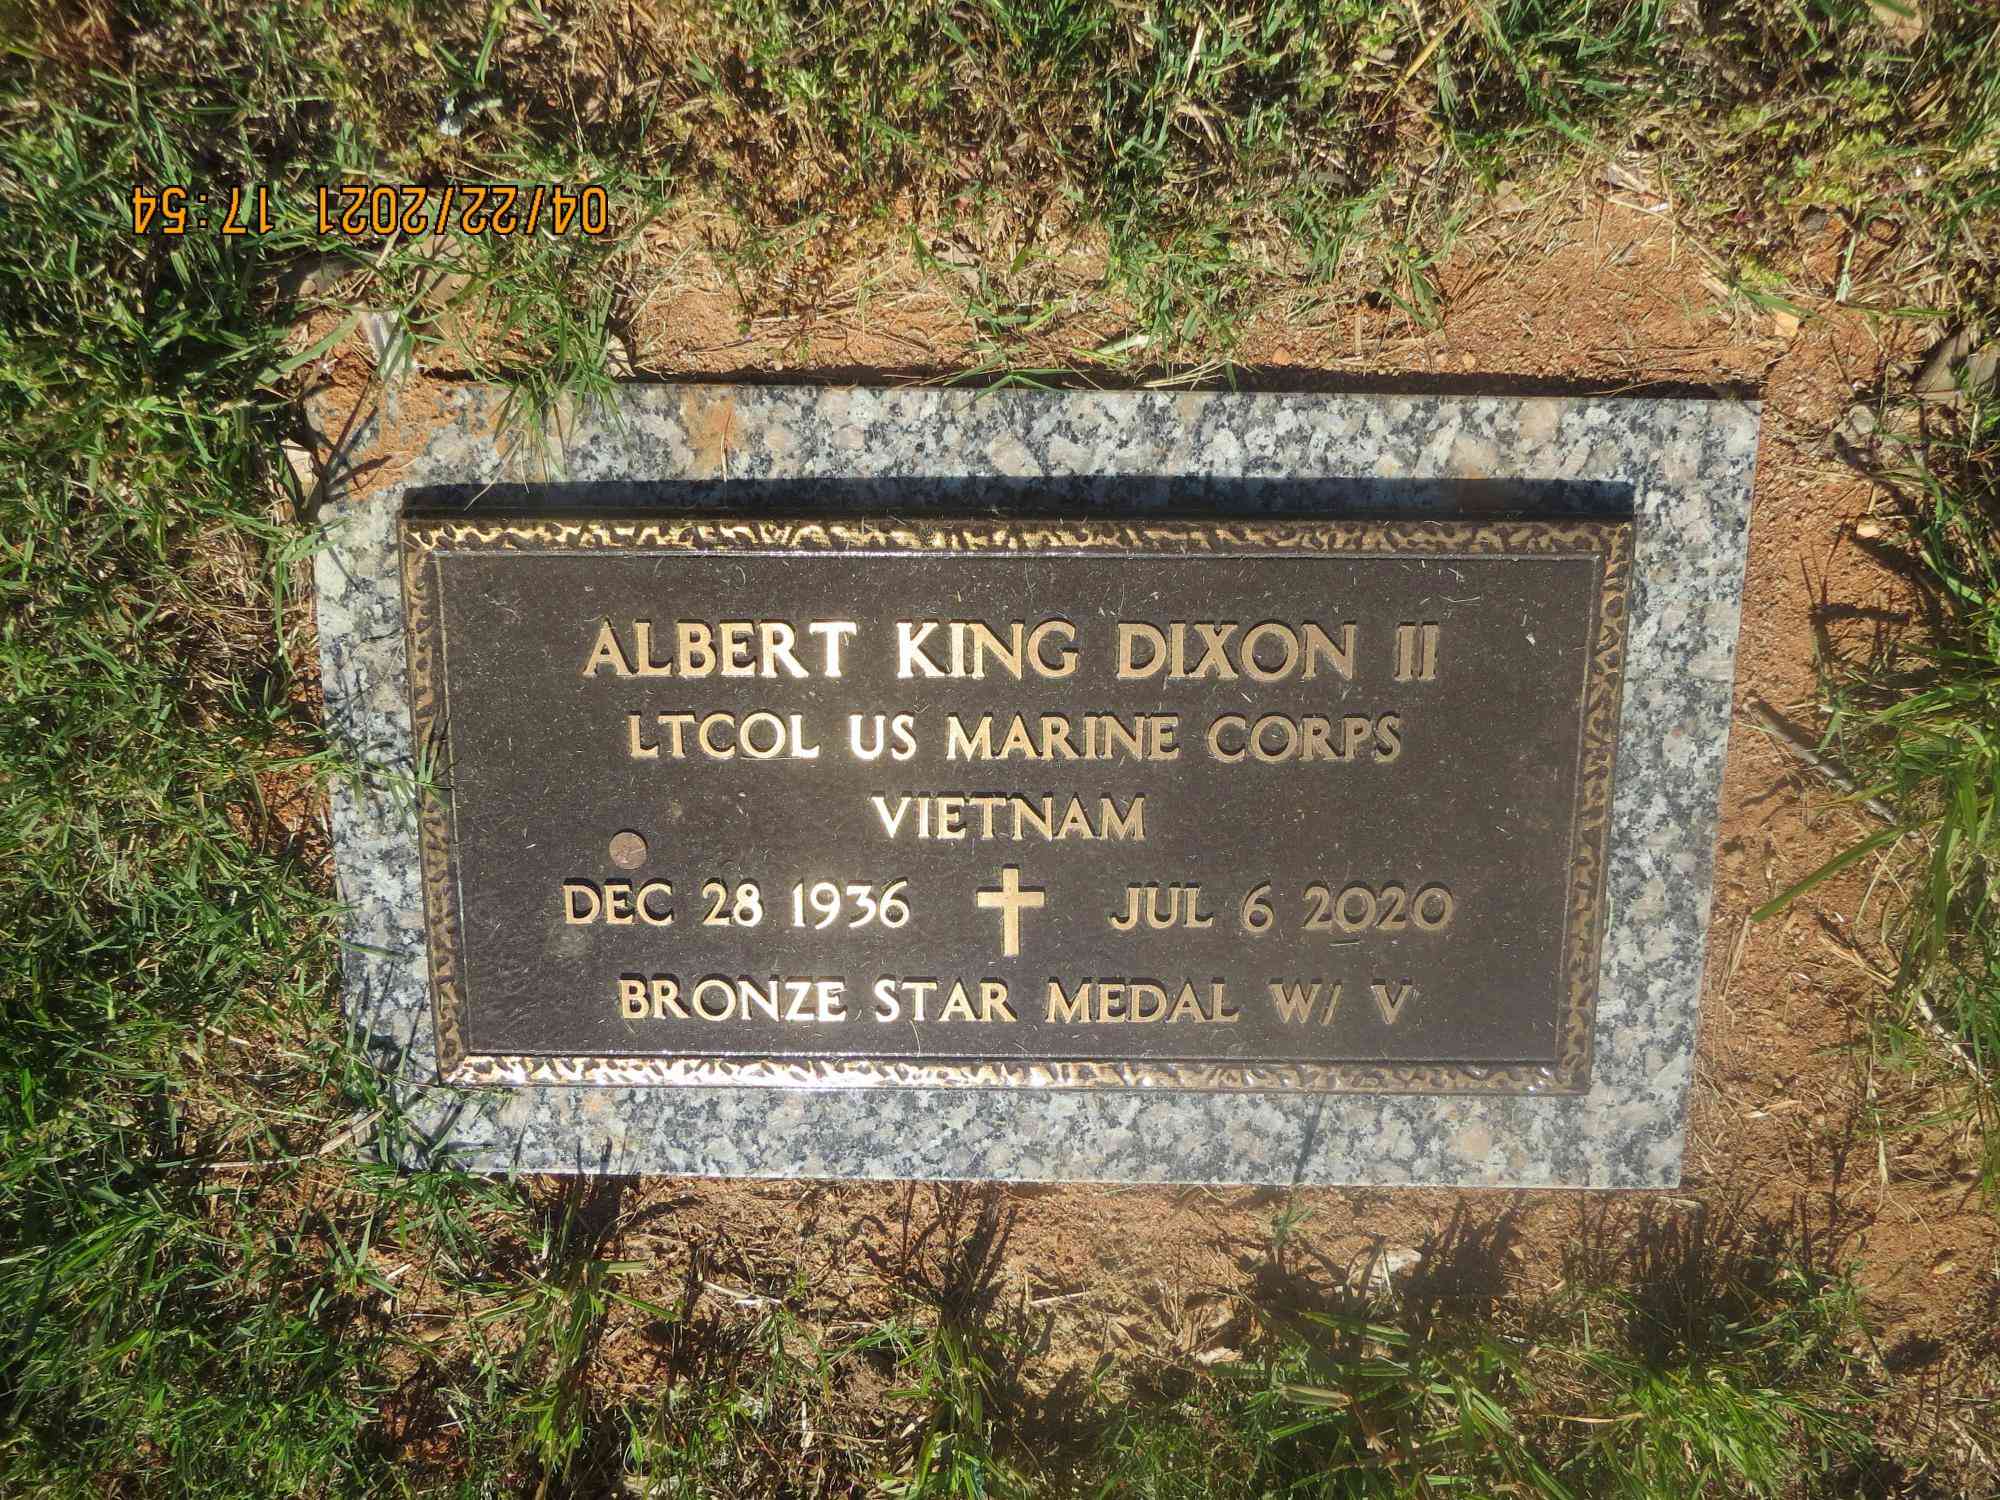 04/22/2021 17:54
ALBERT KING DIXON II
LTCOL US MARINE CORPS
VIETNAM
DEC 28 1936 JUL 6 2020
BRONZE STAR MEDAL W/ V